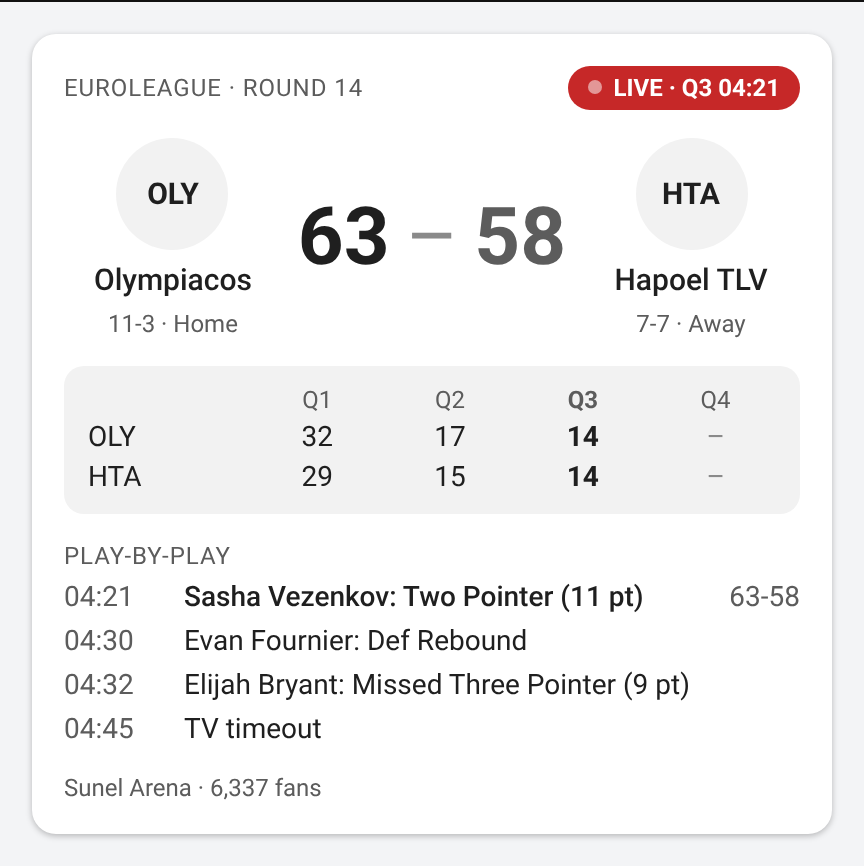 EUROLEAGUE · ROUND 14
LIVE · Q3 04:21
OLY
63 – 58
HTA
Olympiacos
Hapoel TLV
11-3 · Home
7-7 · Away
Q1 Q2 Q3 Q4
OLY 32 17 14 –
HTA 29 15 14 –
PLAY-BY-PLAY
04:21 Sasha Vezenkov: Two Pointer (11 pt) 63-58
04:30 Evan Fournier: Def Rebound
04:32 Elijah Bryant: Missed Three Pointer (9 pt)
04:45 TV timeout
Sunel Arena · 6,337 fans